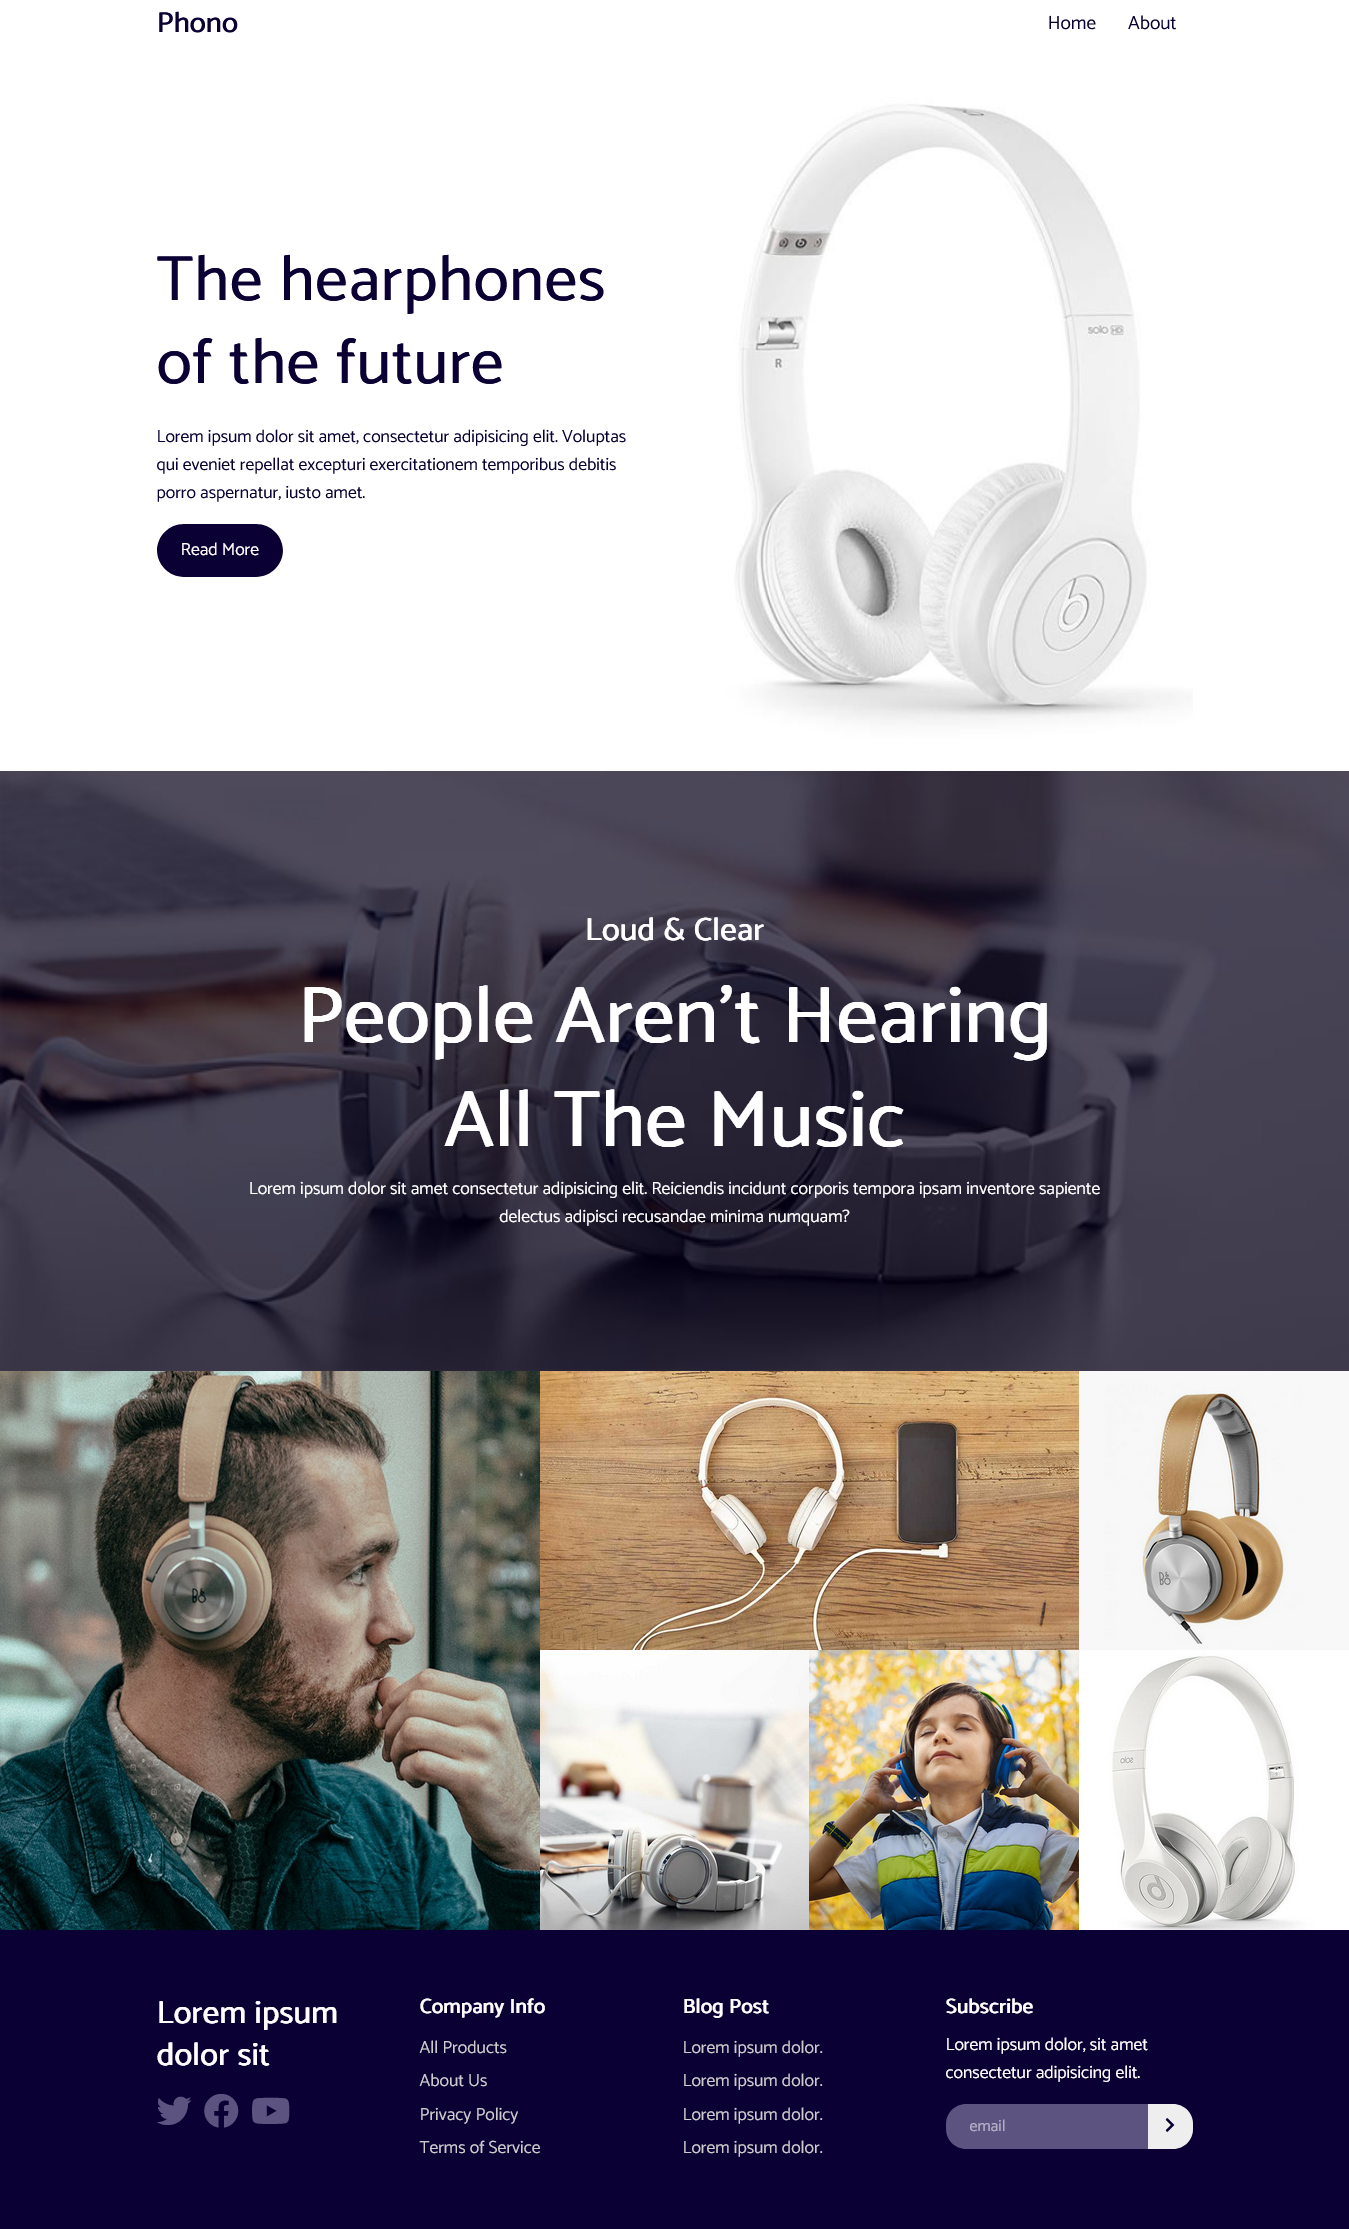 Phono
Home About
The hearphones
of the future
Lorem ipsum dolor sit amet, consectetur adipisicing elit. Voluptas
qui eveniet repellat excepturi exercitationem temporibus debitis
porro aspernatur, iusto amet.
Read More
solo HD
R
Loud & Clear
People Aren't Hearing
All The Music
Lorem ipsum dolor sit amet consectetur adipisicing elit. Reiciendis incidunt corporis tempora ipsam inventore sapiente
delectus adipisci recusandae minima numquam?
B&O
B&O
solo
Lorem ipsum
dolor sit
Company Info
All Products
About Us
Privacy Policy
Terms of Service
Blog Post
Lorem ipsum dolor.
Lorem ipsum dolor.
Lorem ipsum dolor.
Lorem ipsum dolor.
Subscribe
Lorem ipsum dolor, sit amet
consectetur adipisicing elit.
email